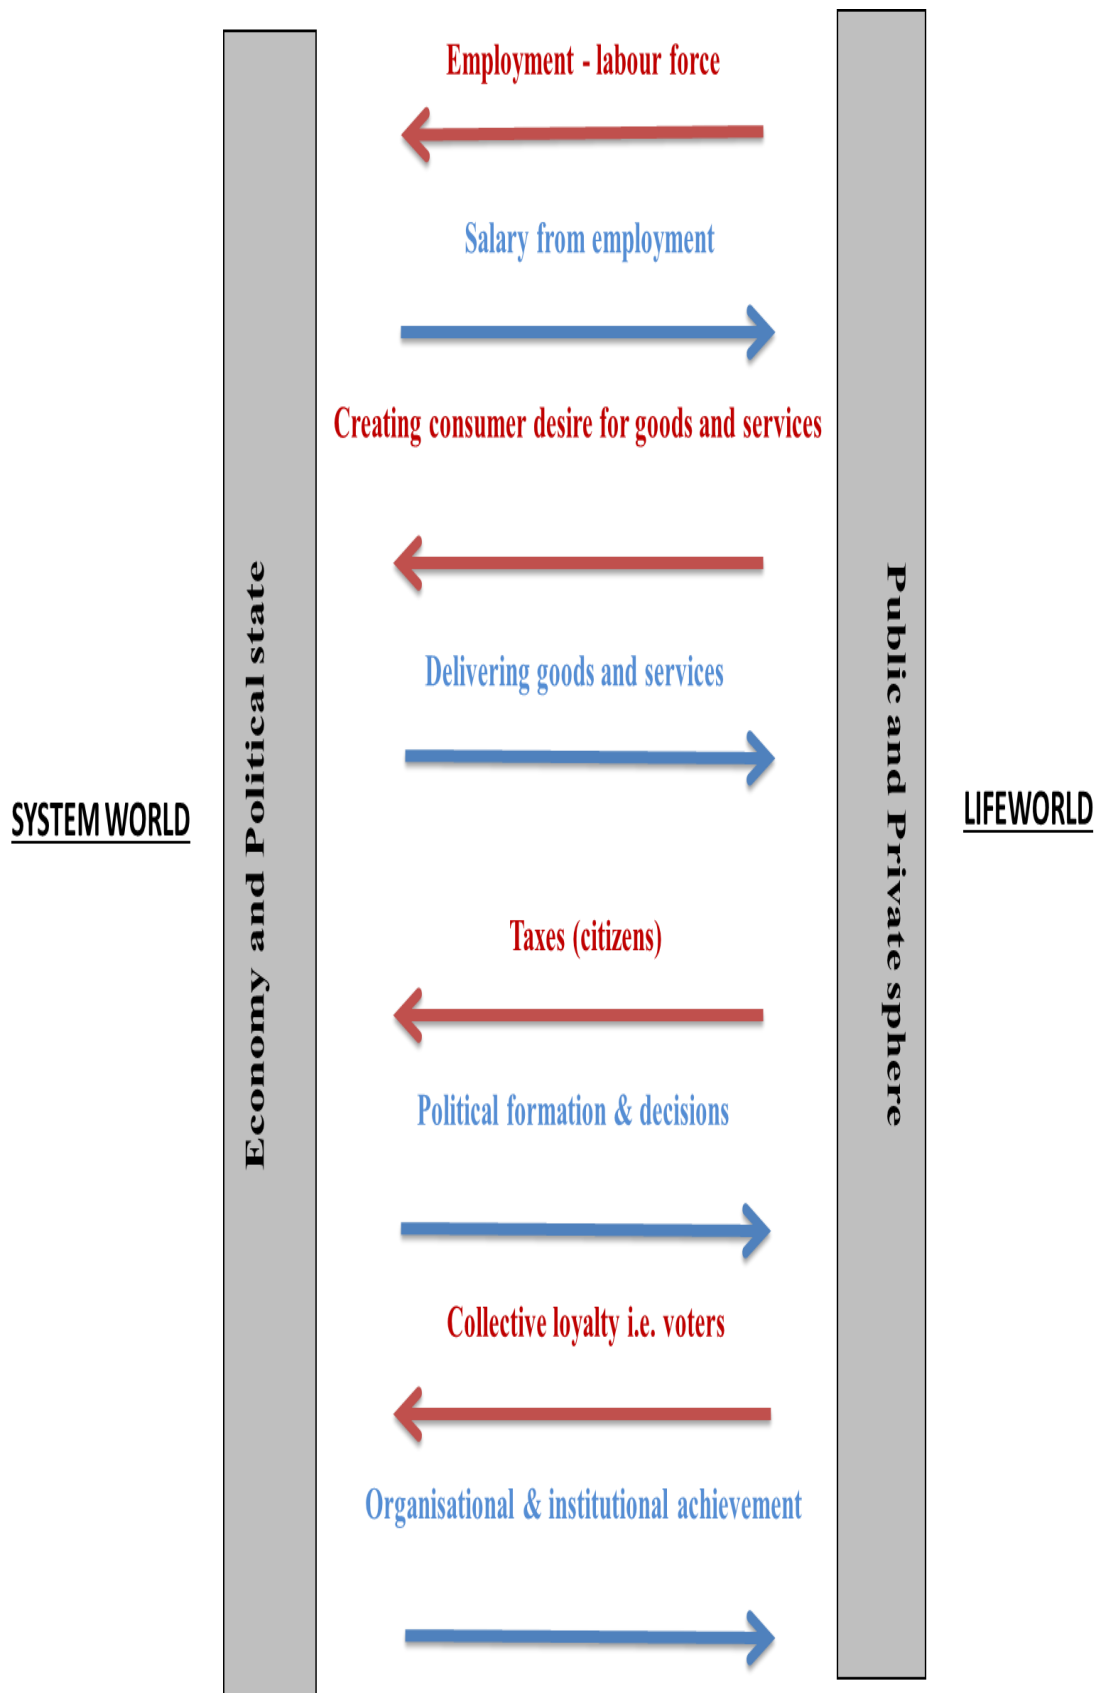 Employment - labour force
Salary from employment
Creating consumer desire for goods and services
Delivering goods and services
SYSTEM WORLD
Economy and Political state
Public and Private sphere
LIFEWORLD
Taxes (citizens)
Political formation & decisions
Collective loyalty i.e. voters
Organisational & institutional achievement